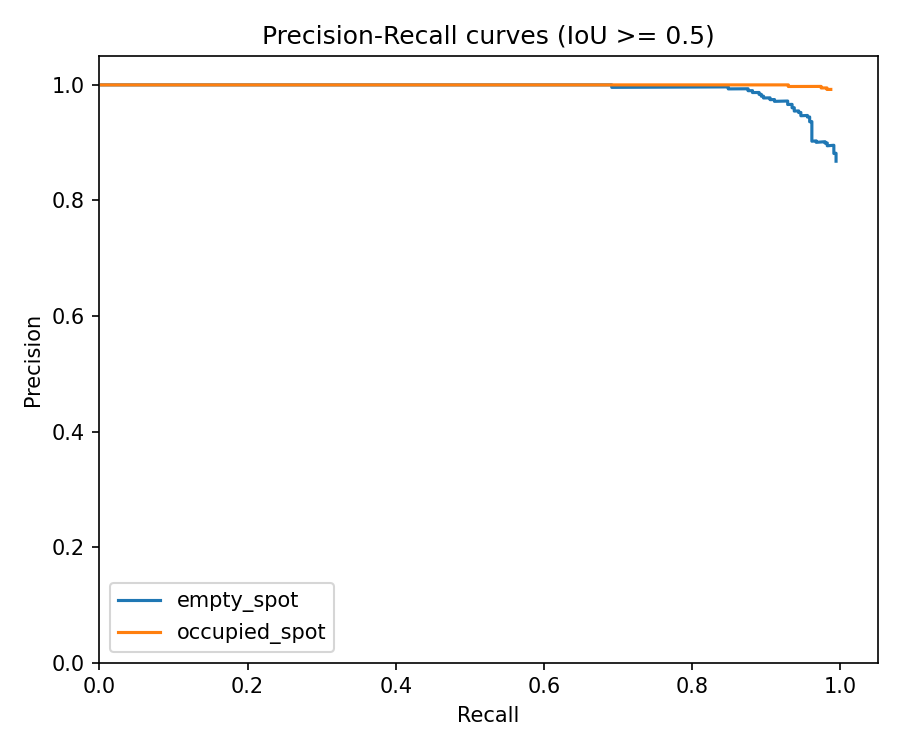 Precision-Recall curves (IoU >= 0.5)
Precision
1.0
0.8
0.6
0.4
0.2
0.0
empty_spot
occupied_spot
0.0 0.2 0.4 0.6 0.8 1.0
Recall